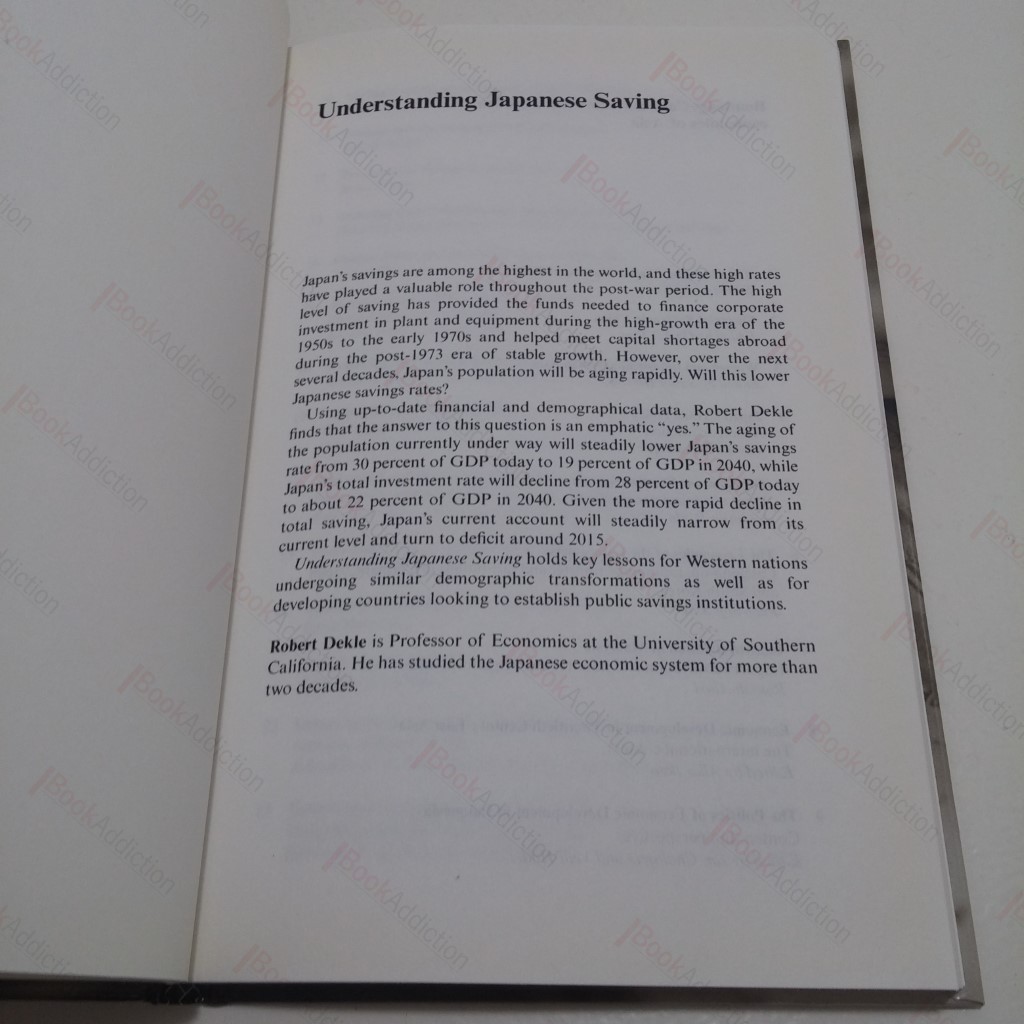 Understanding Japanese Saving
Japan's savings are among the highest in the world, and these high rates
have played a valuable role throughout the post-war period. The high
level of saving has provided the funds needed to finance corporate
investment in plant and equipment during the high-growth era of the
1950s to the early 1970s and helped meet capital shortages abroad
during the post-1973 era of stable growth. However, over the next
several decades, Japan's population will be aging rapidly. Will this lower
Japanese savings rates?
Using up-to-date financial and demographical data, Robert Dekle
finds that the answer to this question is an emphatic "yes." The aging of
the population currently under way will steadily lower Japan's savings
rate from 30 percent of GDP today to 19 percent of GDP in 2040, while
Japan's total investment rate will decline from 28 percent of GDP today
to about 22 percent of GDP in 2040. Given the more rapid decline in
total saving, Japan's current account will steadily narrow from its
current level and turn to deficit around 2015.
Understanding Japanese Saving holds key lessons for Western nations
undergoing similar demographic transformations as well as for
developing countries looking to establish public savings institutions.
Robert Dekle is Professor of Economics at the University of Southern
California. He has studied the Japanese economic system for more than
two decades.
BookAddiction